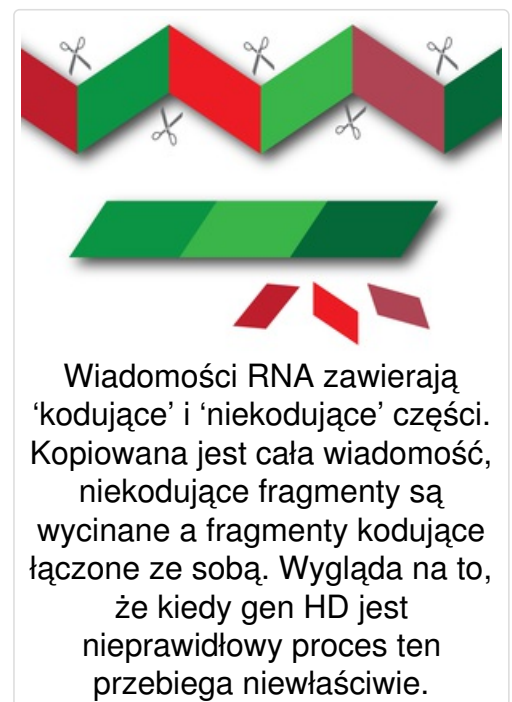 Wiadomości RNA zawierają
‘kodujące’ i ‘niekodujące’ części.
Kopiowana jest cała wiadomość,
niekodujące fragmenty są
wycinane a fragmenty kodujące
łączone ze sobą. Wygląda na to,
że kiedy gen HD jest
nieprawidłowy proces ten
przebiega niewłaściwie.